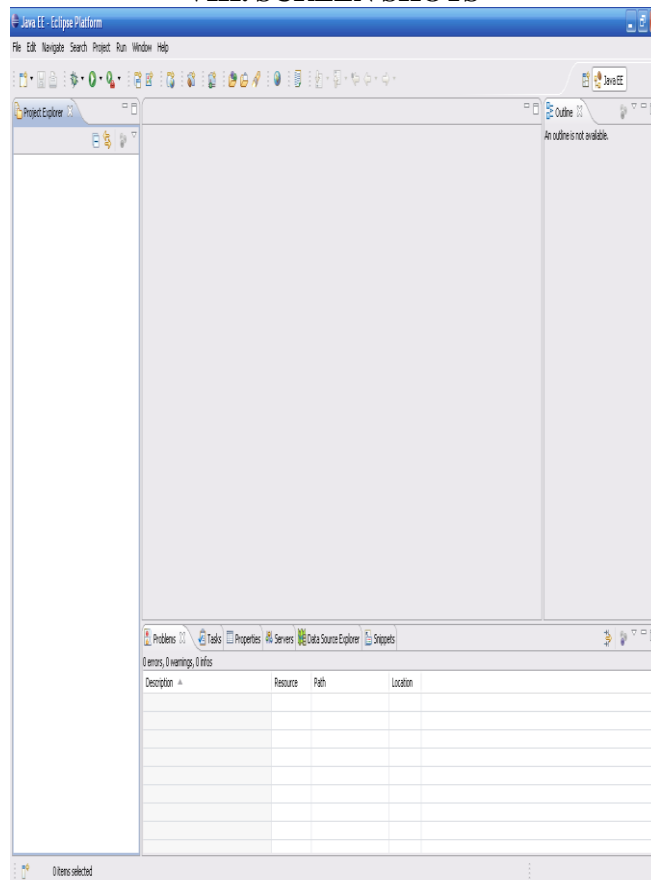 VIII. SCREEN SHOTS
Java EE - Eclipse Platform
File Edit Navigate Search Project Run Window Help
Java EE
Project Explorer
Outline
An outline is not available.
Problems Tasks Properties Servers Data Source Explorer Snippets
0 errors, 0 warnings, 0 infos
Description Resource Path Location
0 items selected